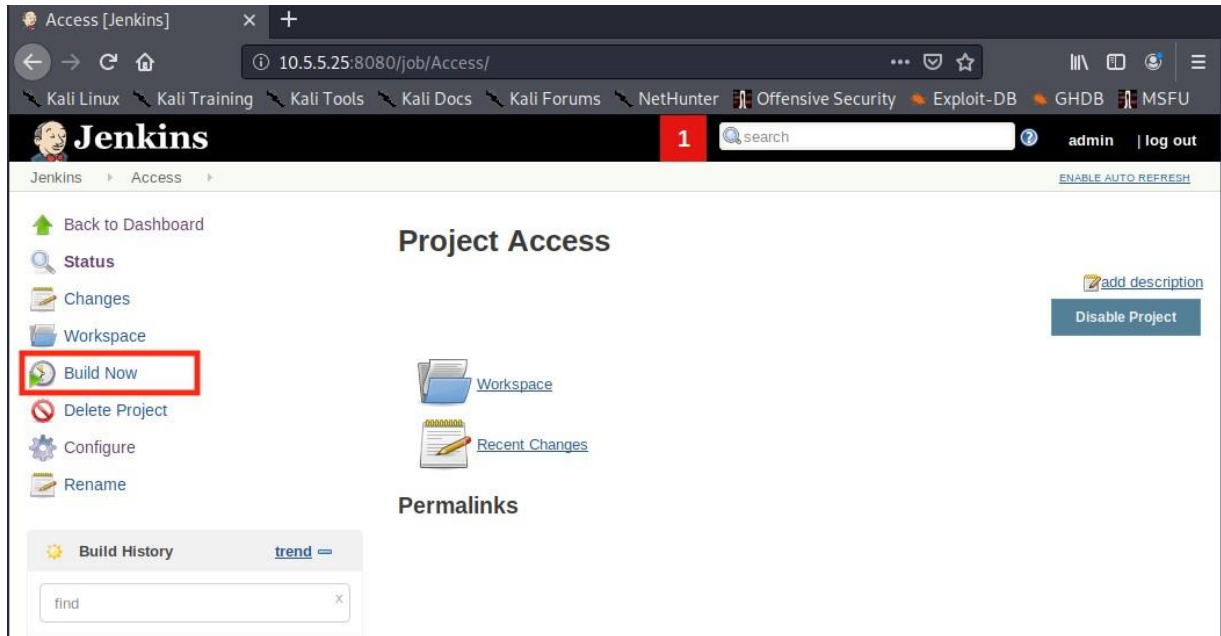 Access [Jenkins]
10.5.5.25:8080/job/Access/
Kali Linux Kali Training Kali Tools Kali Docs Kali Forums NetHunter Offensive Security Exploit-DB GHDB MSFU
Jenkins 1 search admin | log out
Jenkins Access ENABLE AUTO REFRESH
Back to Dashboard
Project Access
Status
add description
Changes
Disable Project
Workspace
Build Now
Workspace
Delete Project
Configure
Recent Changes
Rename
Permalinks
Build History trend
find x